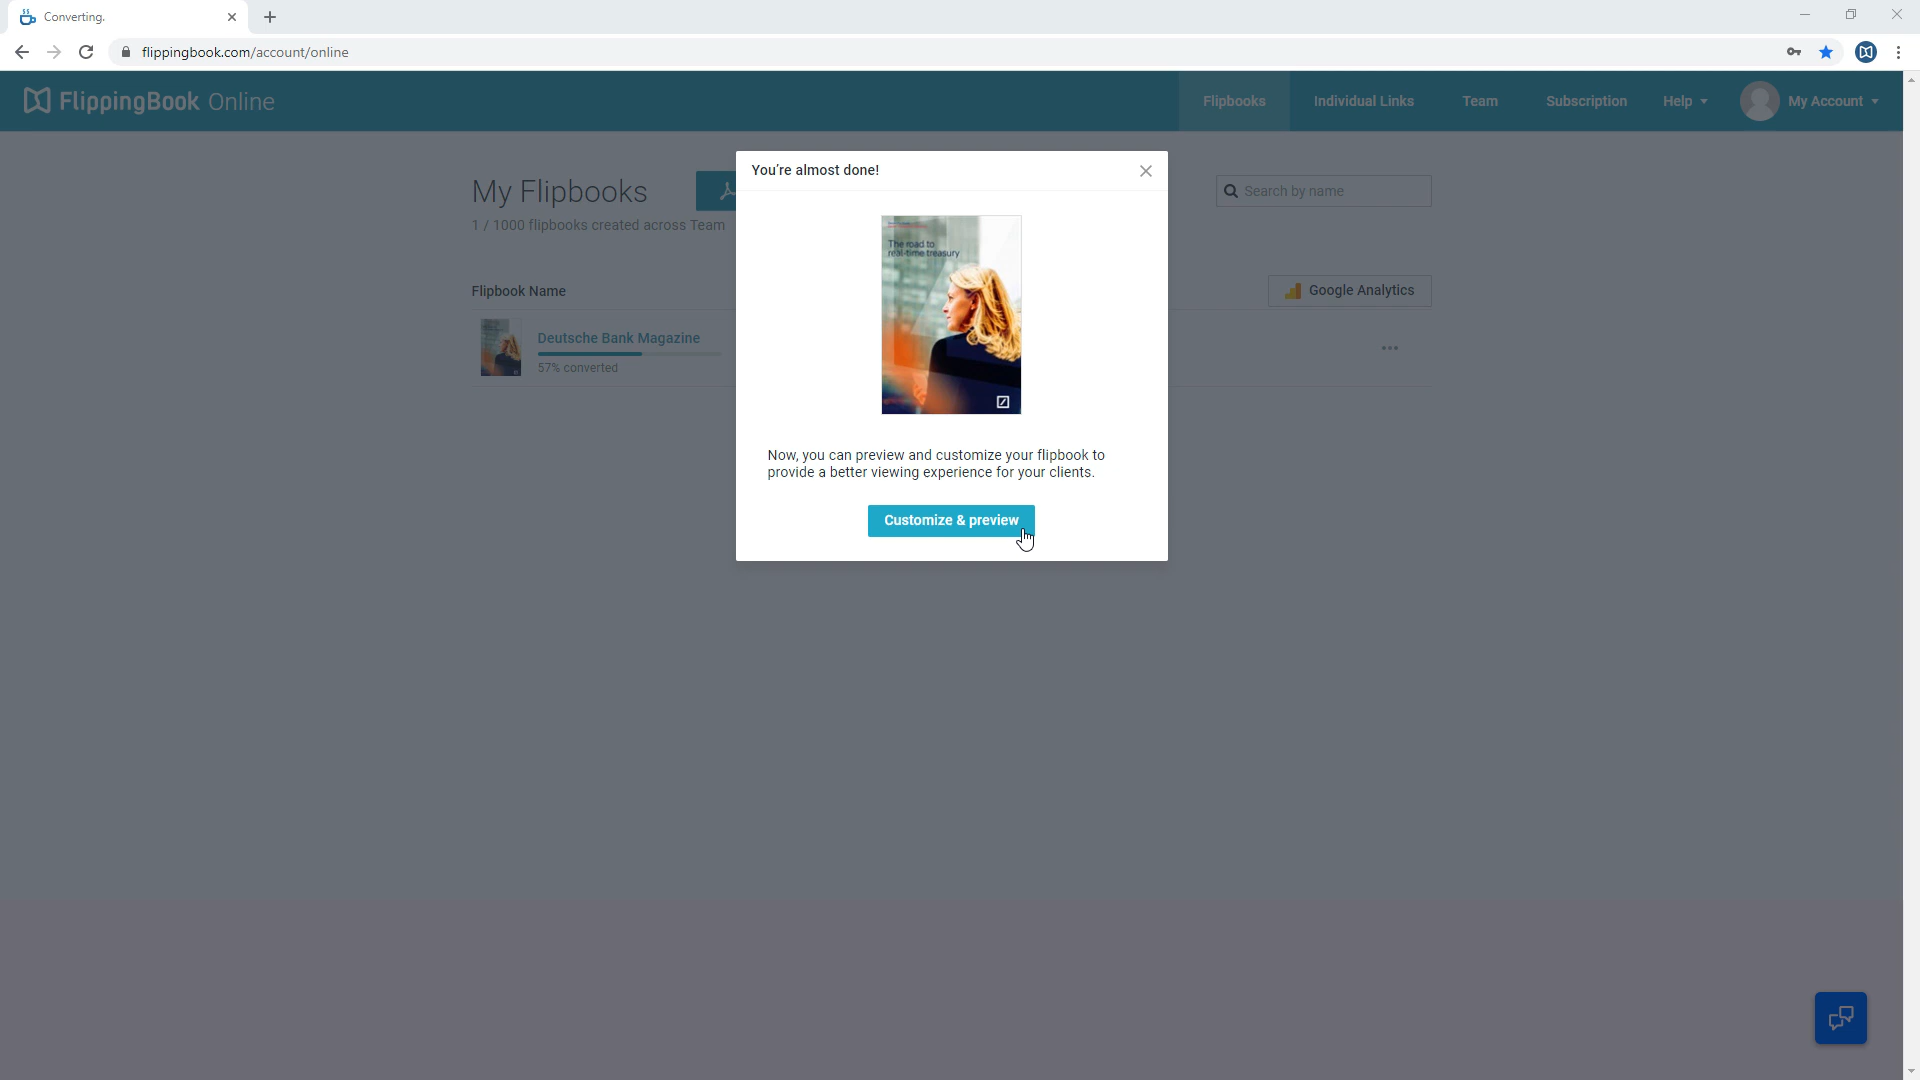 Converting.
flippingbook.com/account/online
FlippingBook Online
Flipbooks
Individual Links
Team
Subscription
Help
My Account
You're almost done!
My Flipbooks
Search by name
1 / 1000 flipbooks created across Team
The road to
real-time treasury
Flipbook Name
Google Analytics
Deutsche Bank Magazine
57% converted
Now, you can preview and customize your flipbook to
provide a better viewing experience for your clients.
Customize & preview